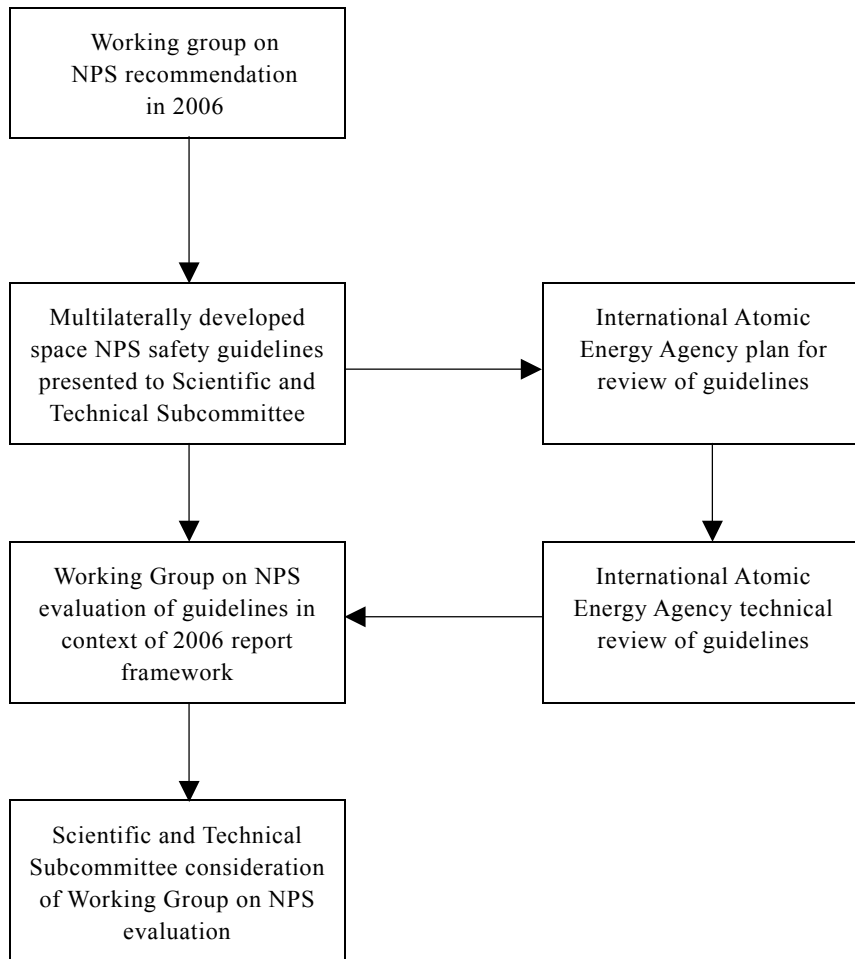 Working group on
NPS recommendation
in 2006
Multilaterally developed
space NPS safety guidelines
presented to Scientific and
Technical Subcommittee
International Atomic
Energy Agency plan for
review of guidelines
Working Group on NPS
evaluation of guidelines in
context of 2006 report
framework
International Atomic
Energy Agency technical
review of guidelines
Scientific and Technical
Subcommittee consideration
of Working Group on NPS
evaluation